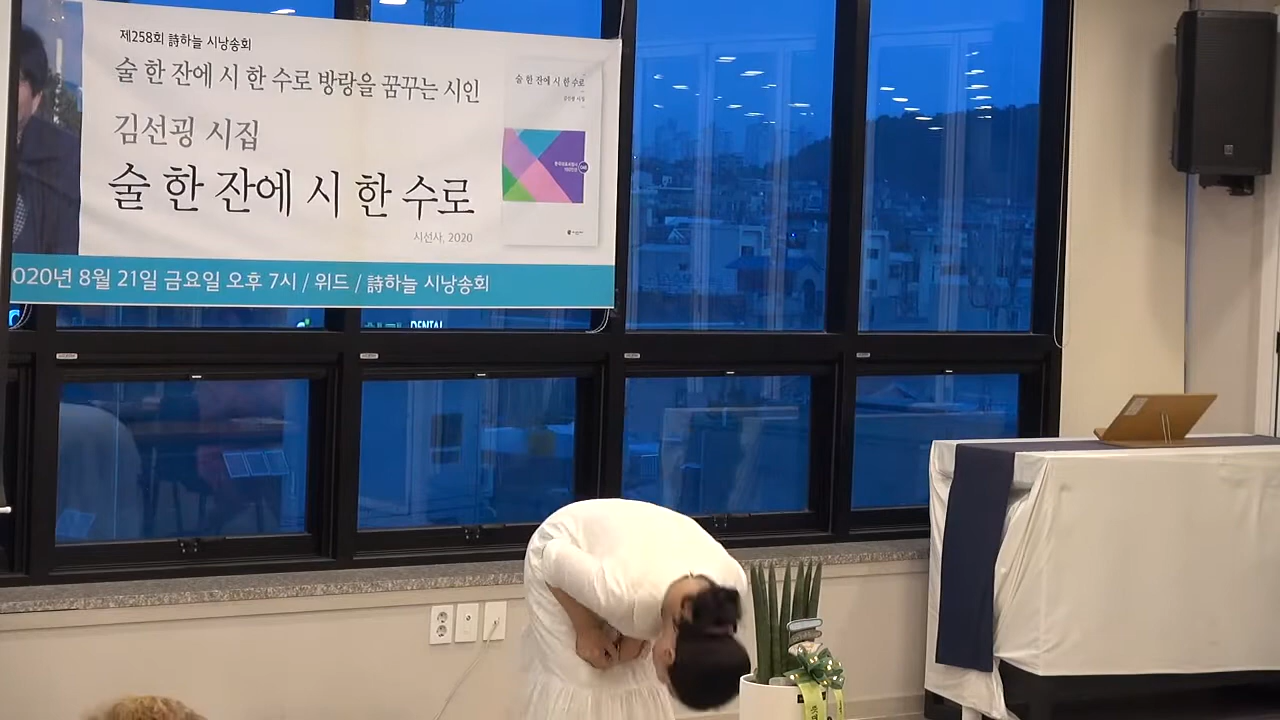 제258회 詩하늘 시낭송회
술 한 잔에 시 한 수로 방랑을 꿈꾸는 시인
김선굉 시집
술 한 잔에 시 한 수로
시선사, 2020
020년 8월 21일 금요일 오후 7시 / 위드 / 詩하늘 시낭송회
술 한 잔에 시 한 수로
DENTAL